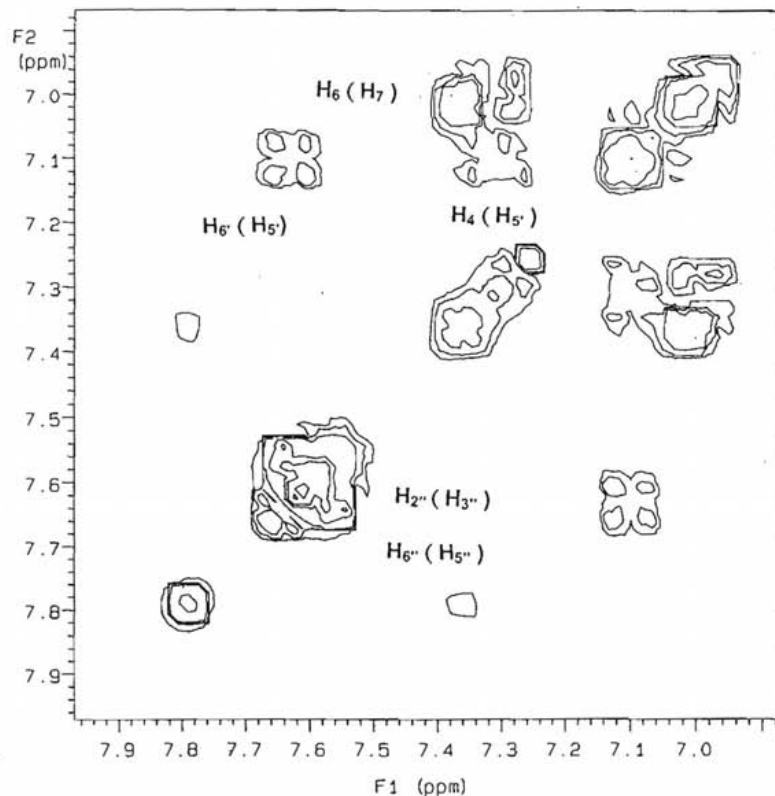 F2
(ppm)
7.0
7.1
7.2
7.3
7.4
7.5
7.6
7.7
7.8
7.9
H₆ (H₇)
H₆' (H₅')
H₄ (H₅')
H₂'' (H₃'')
H₆'' (H₅'')
7.9 7.8 7.7 7.6 7.5 7.4 7.3 7.2 7.1 7.0
F1 (ppm)